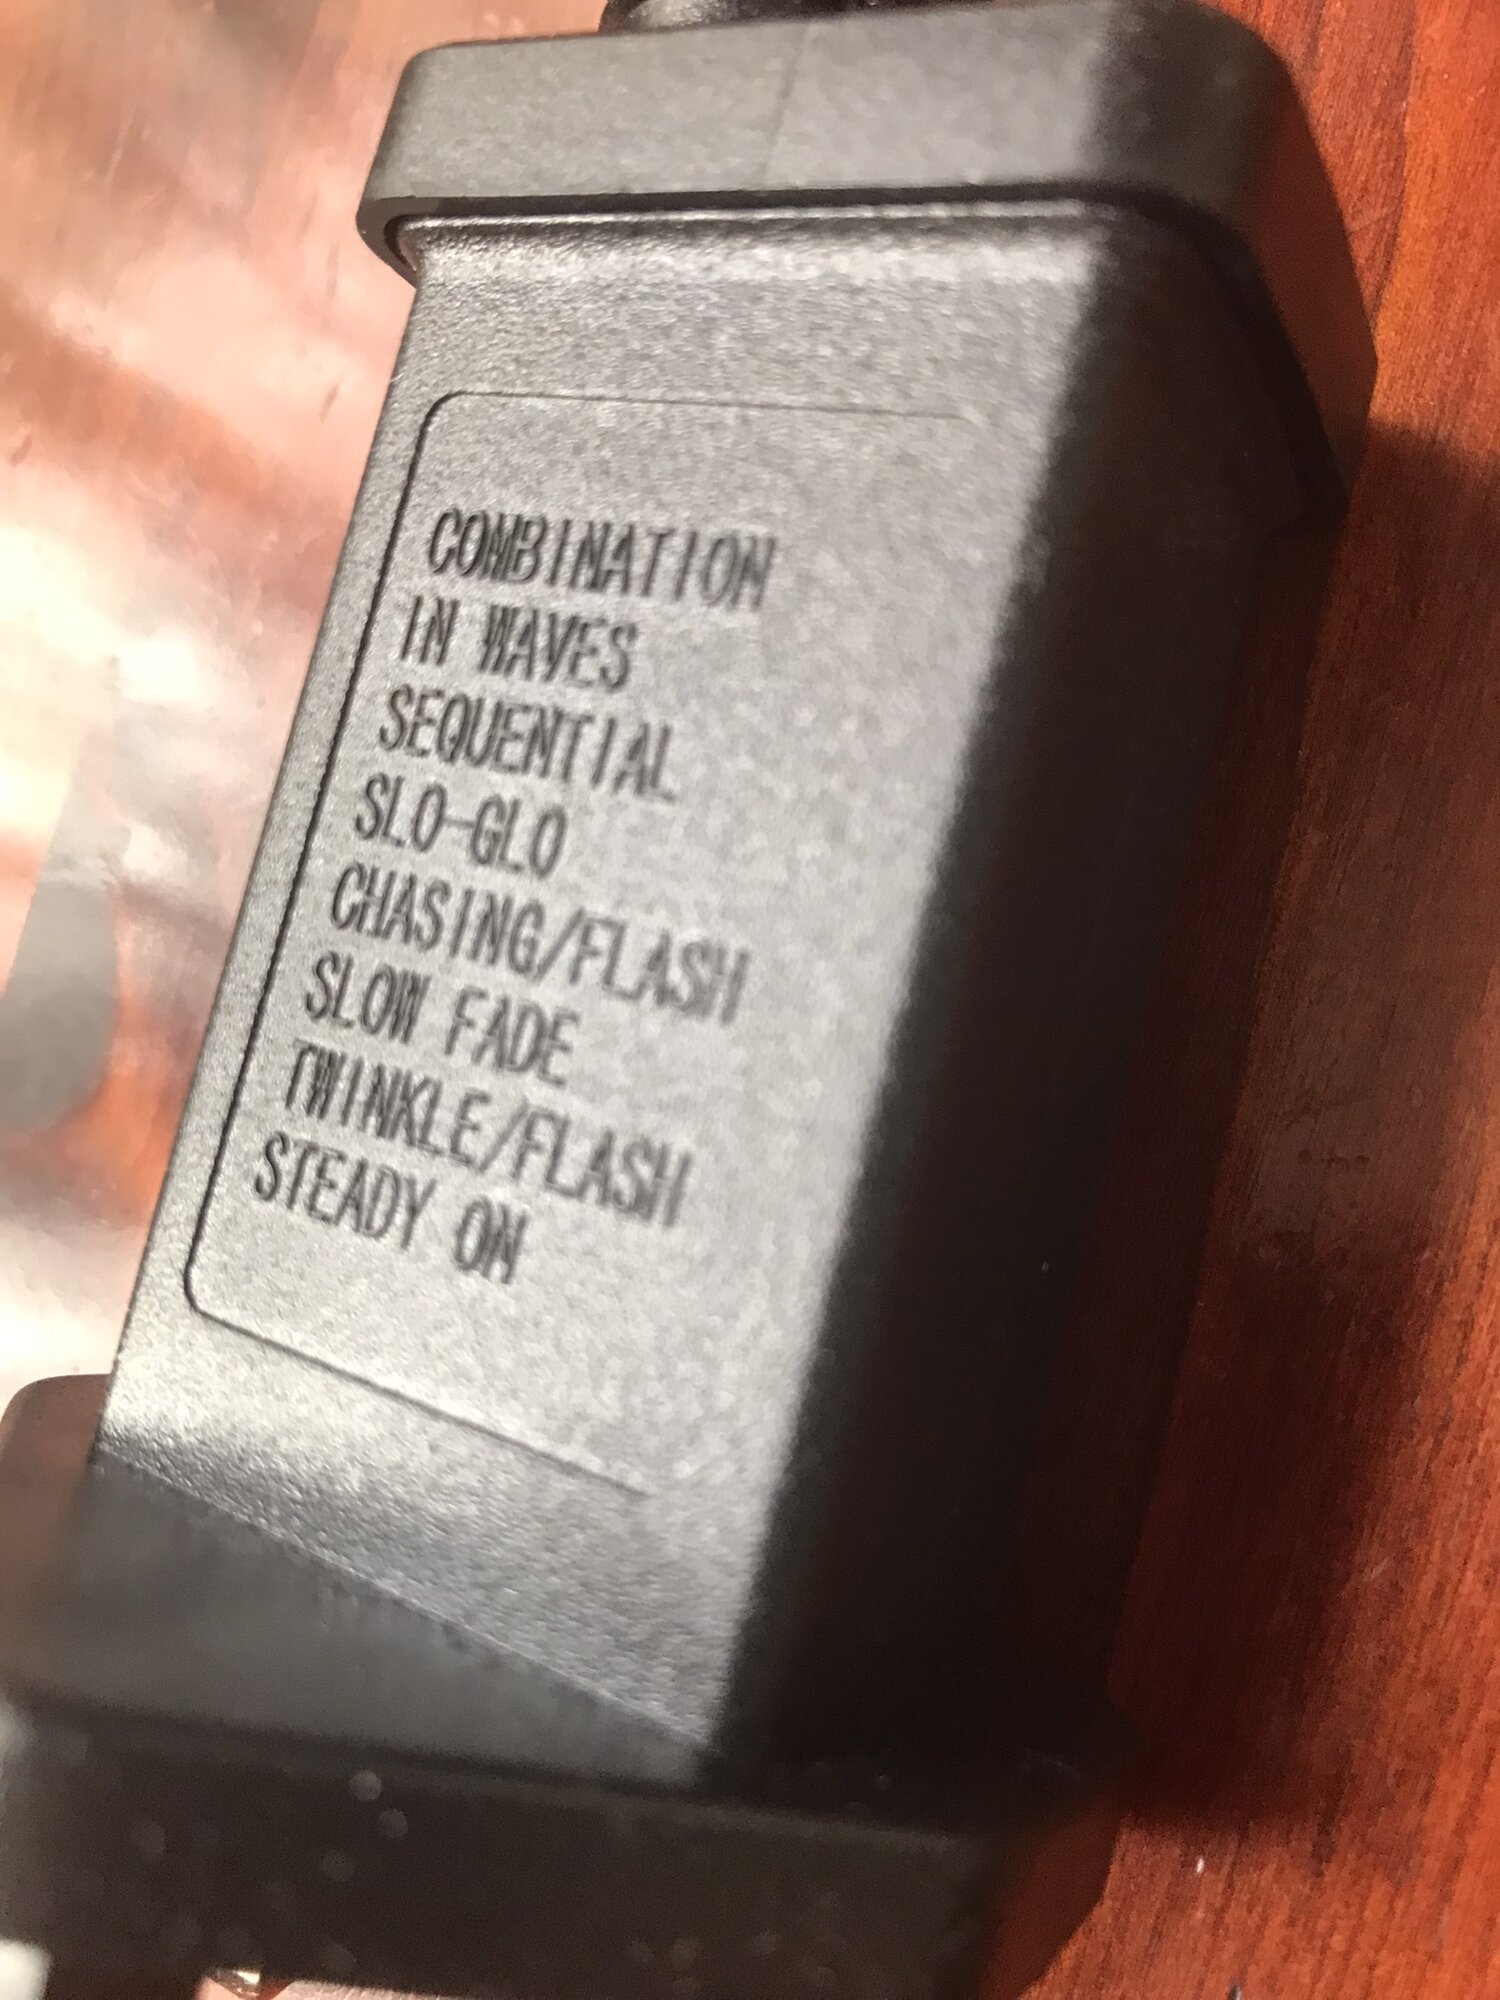 COMBINATION
IN WAVES
SEQUENTIAL
SLO-GLO
CHASING/FLASH
SLOW FADE
TWINKLE/FLASH
STEADY ON